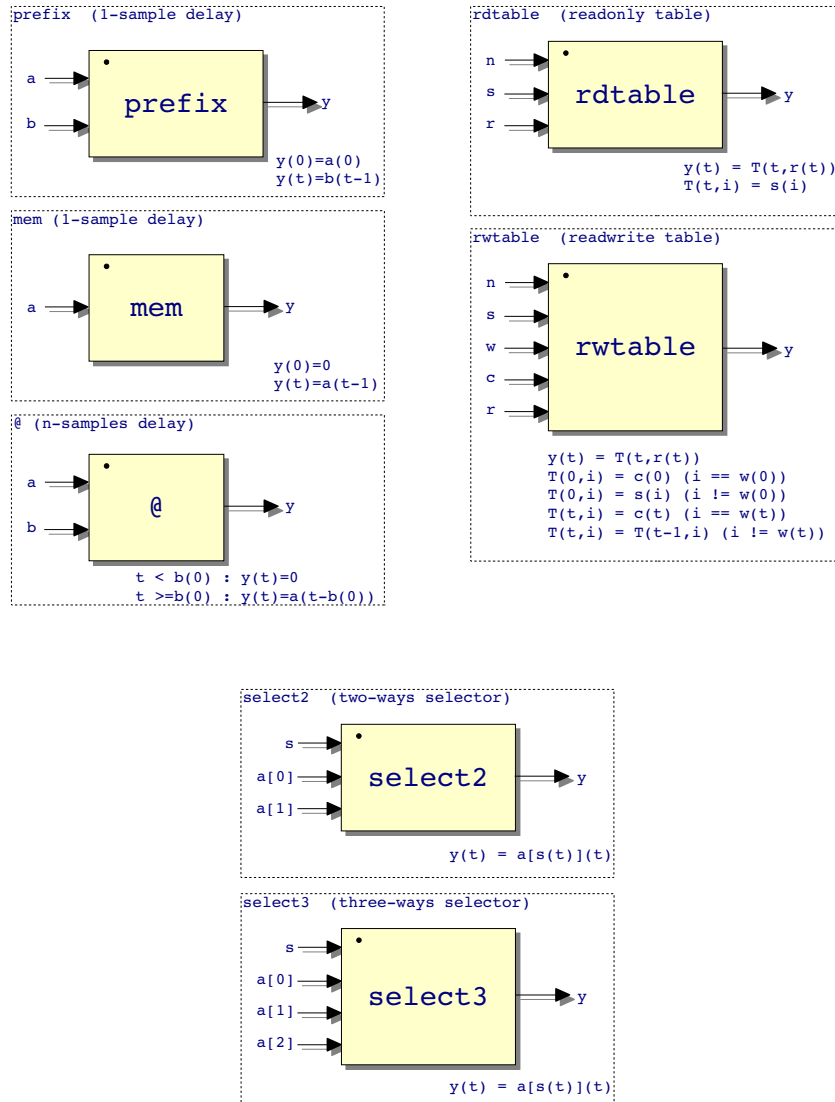 prefix  (1-sample delay)
a
b
prefix
y
y(0)=a(0)
y(t)=b(t-1)
mem (1-sample delay)
a
mem
y
y(0)=0
y(t)=a(t-1)
@ (n-samples delay)
a
b
@
y
t < b(0) : y(t)=0
t >=b(0) : y(t)=a(t-b(0))
rdtable  (readonly table)
n
s
r
rdtable
y
y(t) = T(t,r(t))
T(t,i) = s(i)
rwtable  (readwrite table)
n
s
w
c
r
rwtable
y
y(t) = T(t,r(t))
T(0,i) = c(0) (i == w(0))
T(0,i) = s(i) (i != w(0))
T(t,i) = c(t) (i == w(t))
T(t,i) = T(t-1,i) (i != w(t))
select2  (two-ways selector)
s
a[0]
a[1]
select2
y
y(t) = a[s(t)](t)
select3  (three-ways selector)
s
a[0]
a[1]
a[2]
select3
y
y(t) = a[s(t)](t)